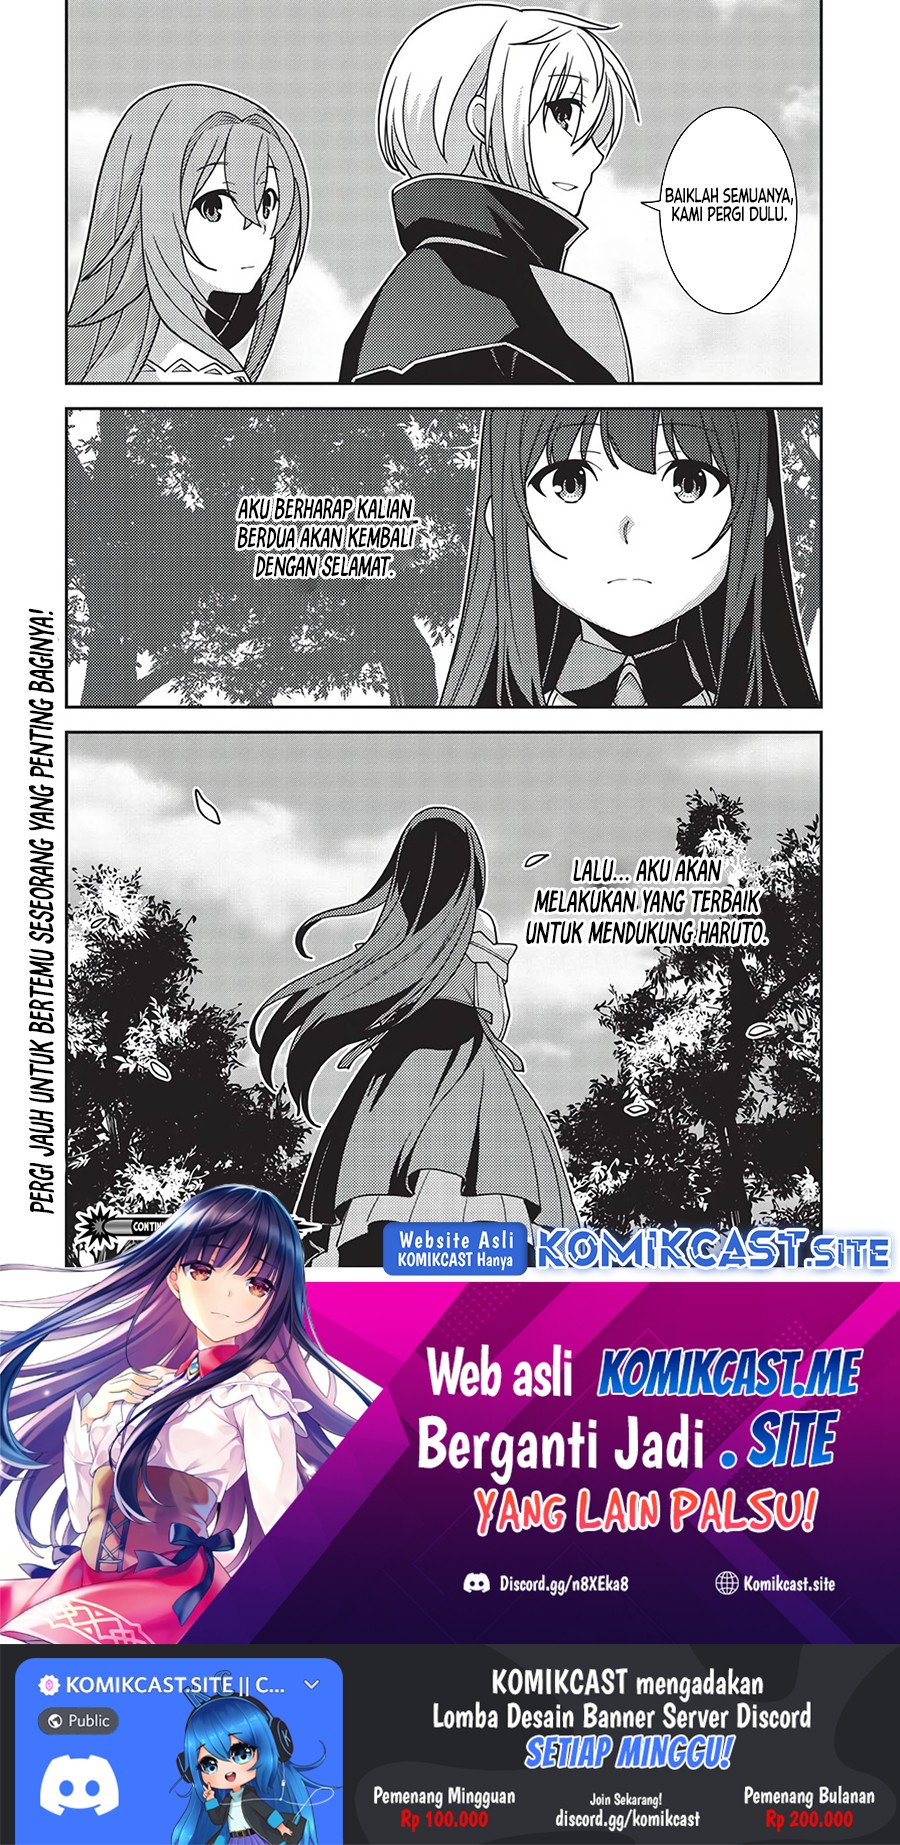 BAIKLAH SEMUANYA,
KAMI PERGI DULU.
AKU BERHARAP KALIAN
BERDUA AKAN KEMBALI
DENGAN SELAMAT.
PERGI JAUH UNTUK BERTEMU SESEORANG YANG PENTING BAGINYA!
LALU... AKU AKAN
MELAKUKAN YANG TERBAIK
UNTUK MENDUKUNG HARUTO.
Website Asli
KOMIKCAST Hanya
KOMIKCAST.SITE
Web asli KOMIKCAST.ME
Berganti Jadi .SITE
YANG LAIN PALSU!
Discord.gg/n8XEka8
Komikcast.site
KOMIKCAST.SITE || C...
Public
KOMIKCAST mengadakan
Lomba Desain Banner Server Discord
SETIAP MINGGU!
Pemenang Mingguan
Rp 100.000
Join Sekarang!
discord.gg/komikcast
Pemenang Bulanan
Rp 200.000